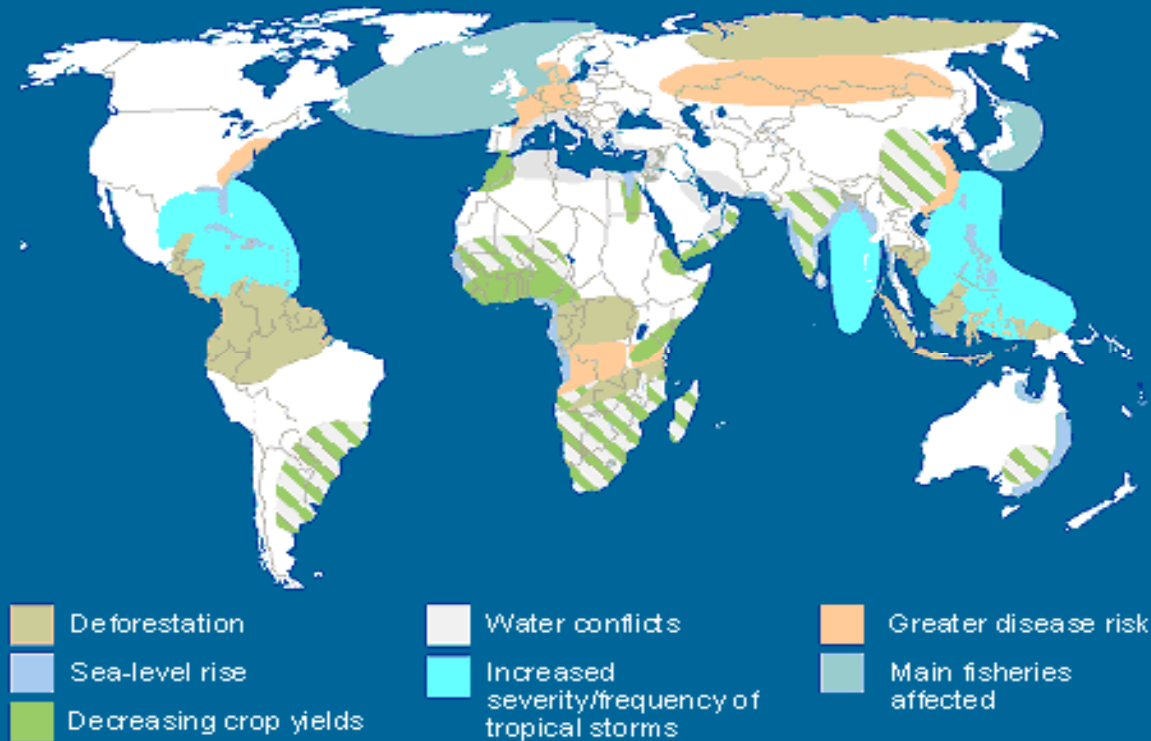 Deforestation
Sea-level rise
Decreasing crop yields
Water conflicts
Increased
severity/frequency of
tropical storms
Greater disease risk
Main fisheries
affected